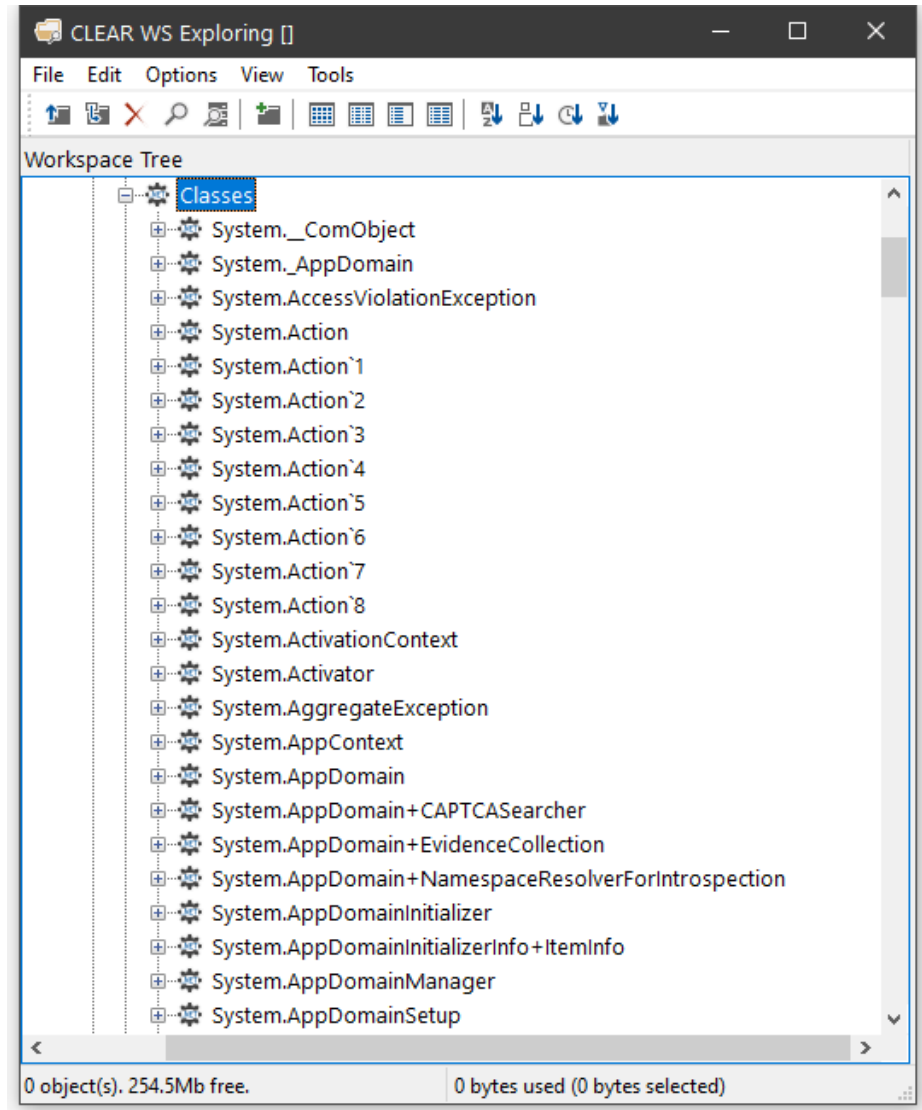 CLEAR WS Exploring []
File Edit Options View Tools
Workspace Tree
Classes
System.__ComObject
System._AppDomain
System.AccessViolationException
System.Action
System.Action`1
System.Action`2
System.Action`3
System.Action`4
System.Action`5
System.Action`6
System.Action`7
System.Action`8
System.ActivationContext
System.Activator
System.AggregateException
System.AppContext
System.AppDomain
System.AppDomain+CAPTCASearcher
System.AppDomain+EvidenceCollection
System.AppDomain+NamespaceResolverForIntrospection
System.AppDomainInitializer
System.AppDomainInitializerInfo+ItemInfo
System.AppDomainManager
System.AppDomainSetup
0 object(s). 254.5Mb free. 0 bytes used (0 bytes selected)